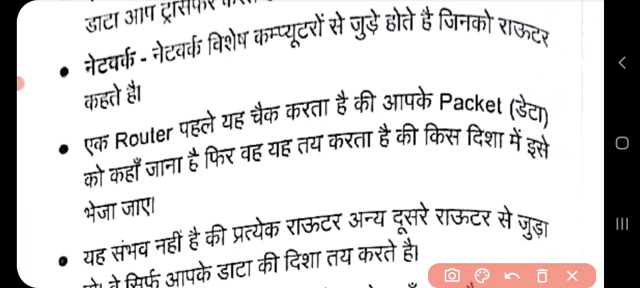 डाटा आप ट्रांसफर करते
• नेटवर्क - नेटवर्क विशेष कम्प्यूटरों से जुड़े होते है जिनको राऊटर
कहते है।
• एक Router पहले यह चैक करता है की आपके Packet (डेटा)
को कहाँ जाना है फिर वह यह तय करता है की किस दिशा में इसे
भेजा जाए।
• यह संभव नहीं है की प्रत्येक राऊटर अन्य दूसरे राऊटर से जुड़ा
वे सिर्फ आपके डाटा की दिशा तय करते है।